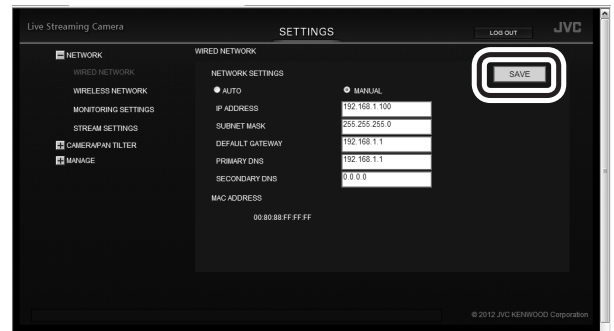 Live Streaming Camera
SETTINGS
LOG OUT
JVC
NETWORK
WIRED NETWORK
WIRELESS NETWORK
MONITORING SETTINGS
STREAM SETTINGS
CAMERA/PAN TILTER
MANAGE
WIRED NETWORK
NETWORK SETTINGS
SAVE
AUTO MANUAL
IP ADDRESS 192.168.1.100
SUBNET MASK 255.255.255.0
DEFAULT GATEWAY 192.168.1.1
PRIMARY DNS 192.168.1.1
SECONDARY DNS 0.0.0.0
MAC ADDRESS
00:80:88:FF:FF:FF
© 2012 JVC KENWOOD Corporation